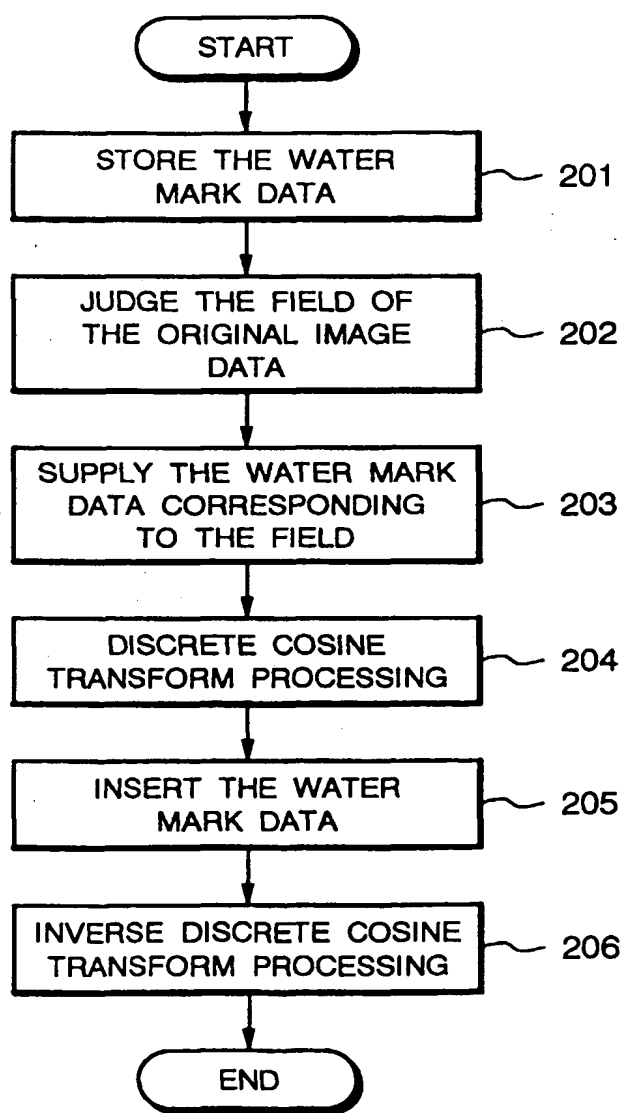 START
STORE THE WATER
MARK DATA
201
JUDGE THE FIELD OF
THE ORIGINAL IMAGE
DATA
202
SUPPLY THE WATER MARK
DATA CORRESPONDING
TO THE FIELD
203
DISCRETE COSINE
TRANSFORM PROCESSING
204
INSERT THE WATER
MARK DATA
205
INVERSE DISCRETE COSINE
TRANSFORM PROCESSING
206
END